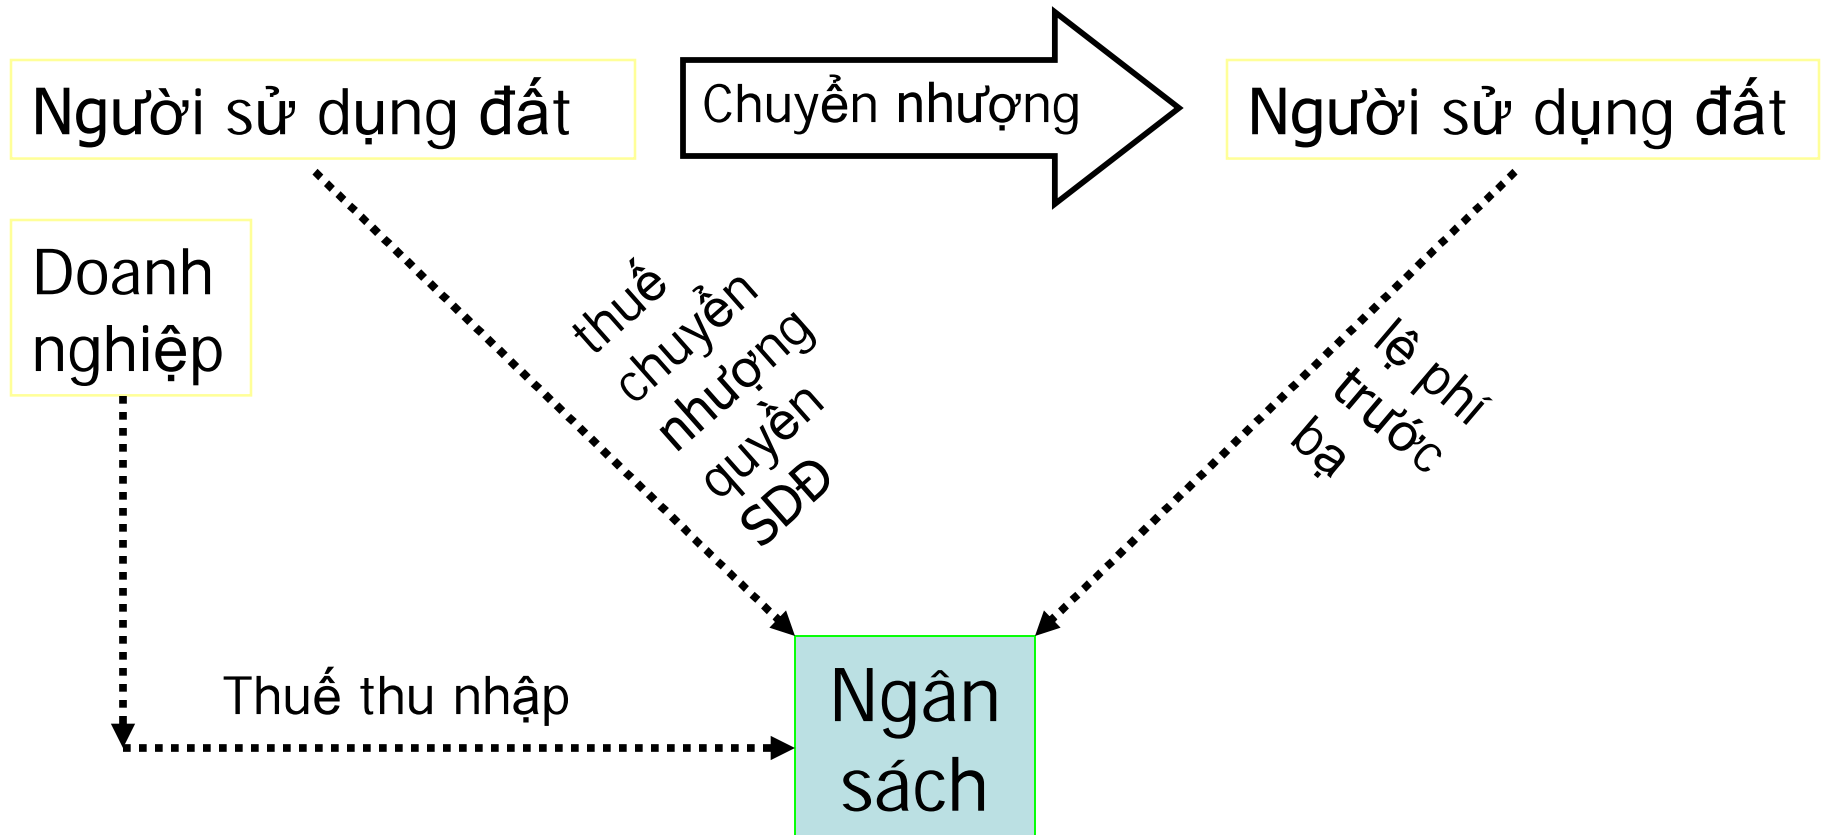 Người sử dụng đất
Chuyển nhượng
Người sử dụng đất
Doanh
nghiệp
thuế
chuyển
nhượng
quyền
SDĐ
lệ phí
trước
bạ
Thuế thu nhập
Ngân
sách